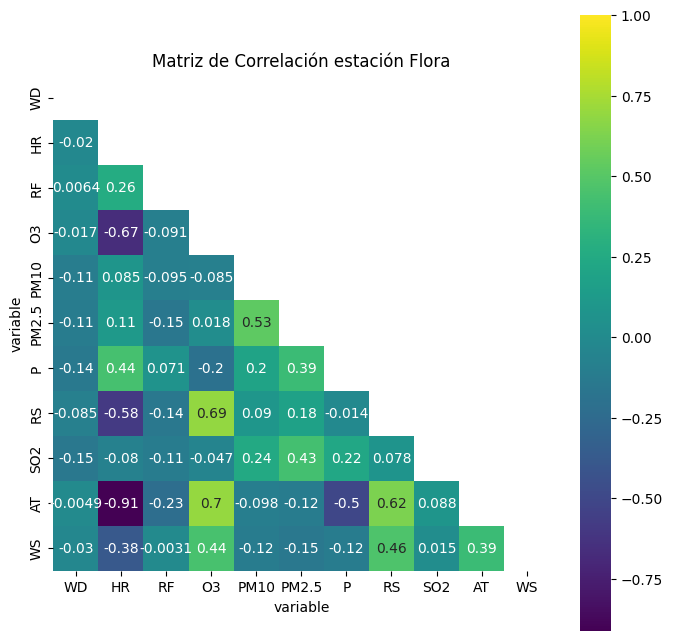 Matriz de Correlación estación Flora
variable
WD
HR -0.02
RF 0.0064 0.26
O3 -0.017 -0.67 -0.091
PM10 -0.11 0.085 -0.095 -0.085
PM2.5 -0.11 0.11 -0.15 0.018 0.53
P -0.14 0.44 0.071 -0.2 0.2 0.39
RS -0.085 -0.58 -0.14 0.69 0.09 0.18 -0.014
SO2 -0.15 -0.08 -0.11 -0.047 0.24 0.43 0.22 0.078
AT -0.0049 -0.91 -0.23 0.7 -0.098 -0.12 -0.5 0.62 0.088
WS -0.03 -0.38 -0.0031 0.44 -0.12 -0.15 -0.12 0.46 0.015 0.39
WD HR RF O3 PM10 PM2.5 P RS SO2 AT WS
variable
1.00
0.75
0.50
0.25
0.00
−0.25
−0.50
−0.75